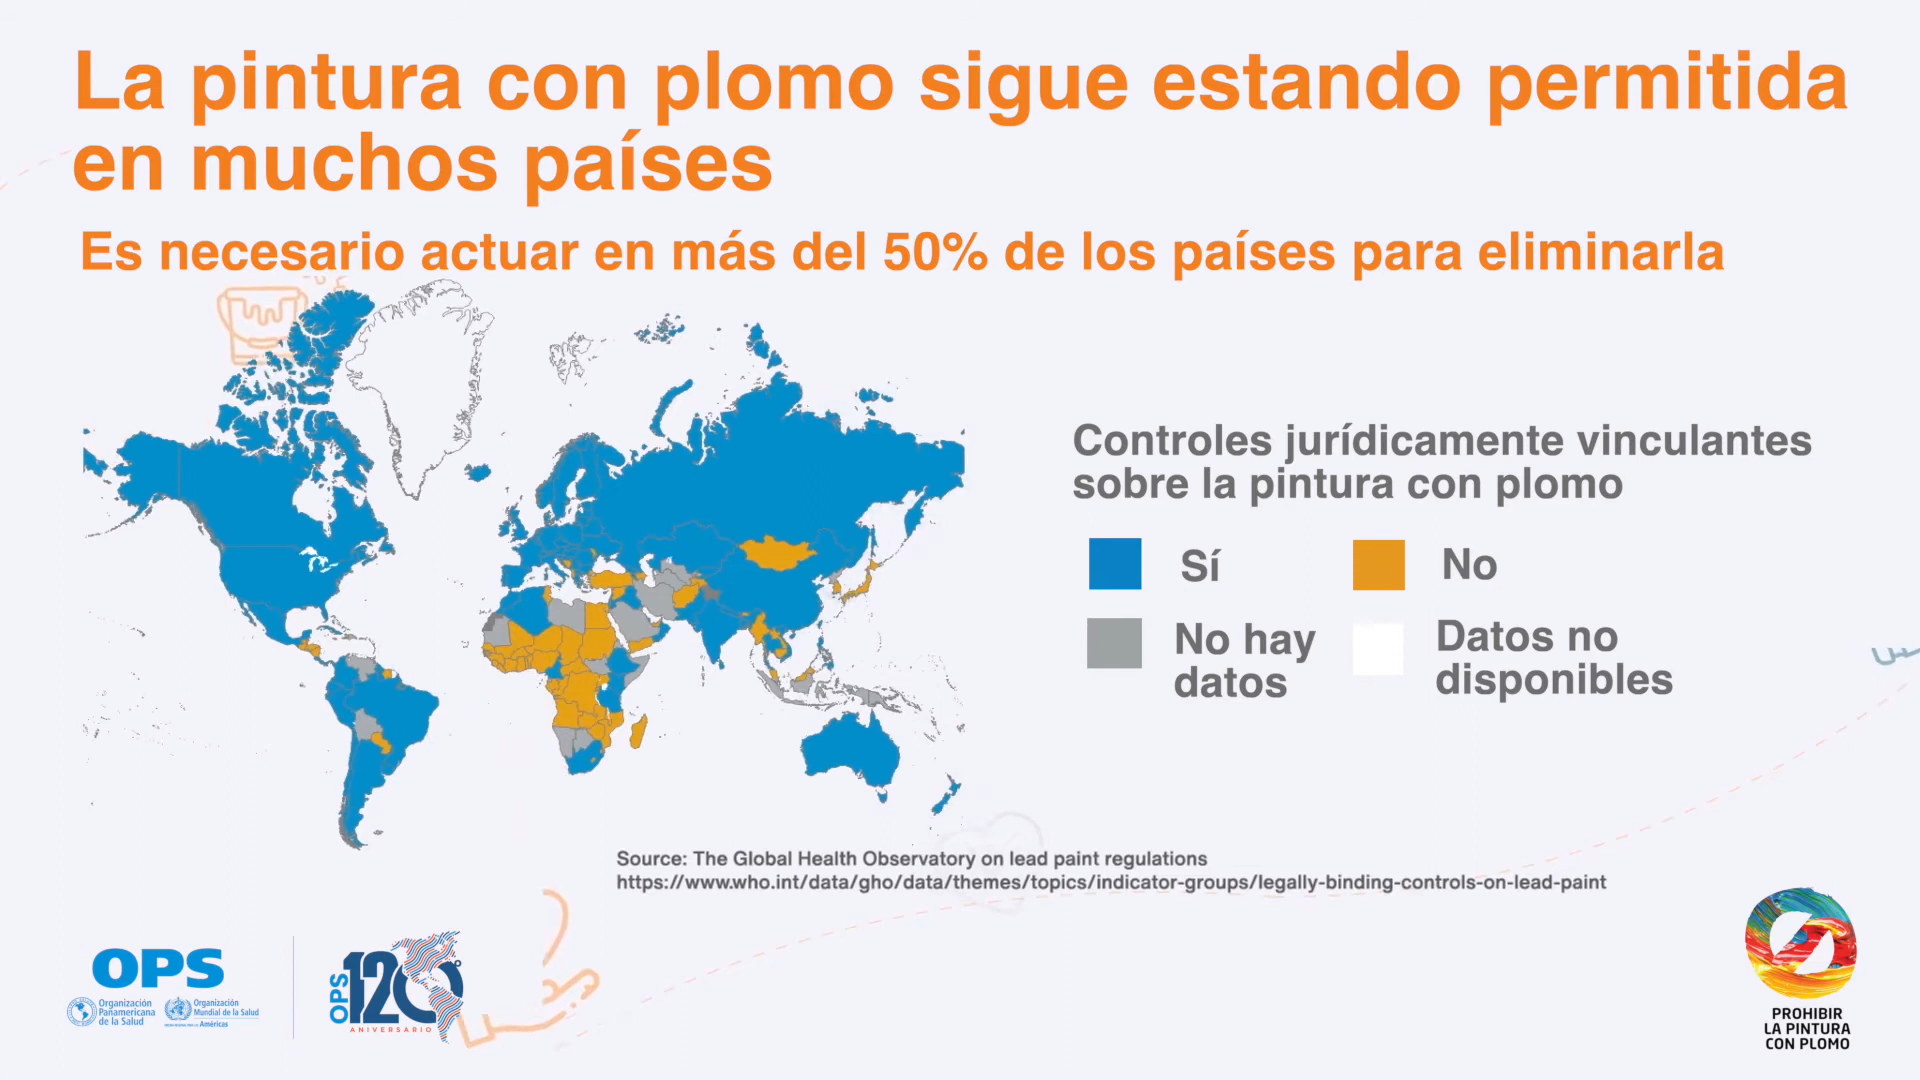 La pintura con plomo sigue estando permitida
en muchos países
Es necesario actuar en más del 50% de los países para eliminarla
Controles jurídicamente vinculantes
sobre la pintura con plomo
Sí
No
No hay
datos
Datos no
disponibles
Source: The Global Health Observatory on lead paint regulations
https://www.who.int/data/gho/data/themes/topics/indicator-groups/legally-binding-controls-on-lead-paint
OPS
Organización
Panamericana
de la Salud
Organización
Mundial de la Salud
Américas
OPS
120
ANIVERSARIO
PROHIBIR
LA PINTURA
CON PLOMO